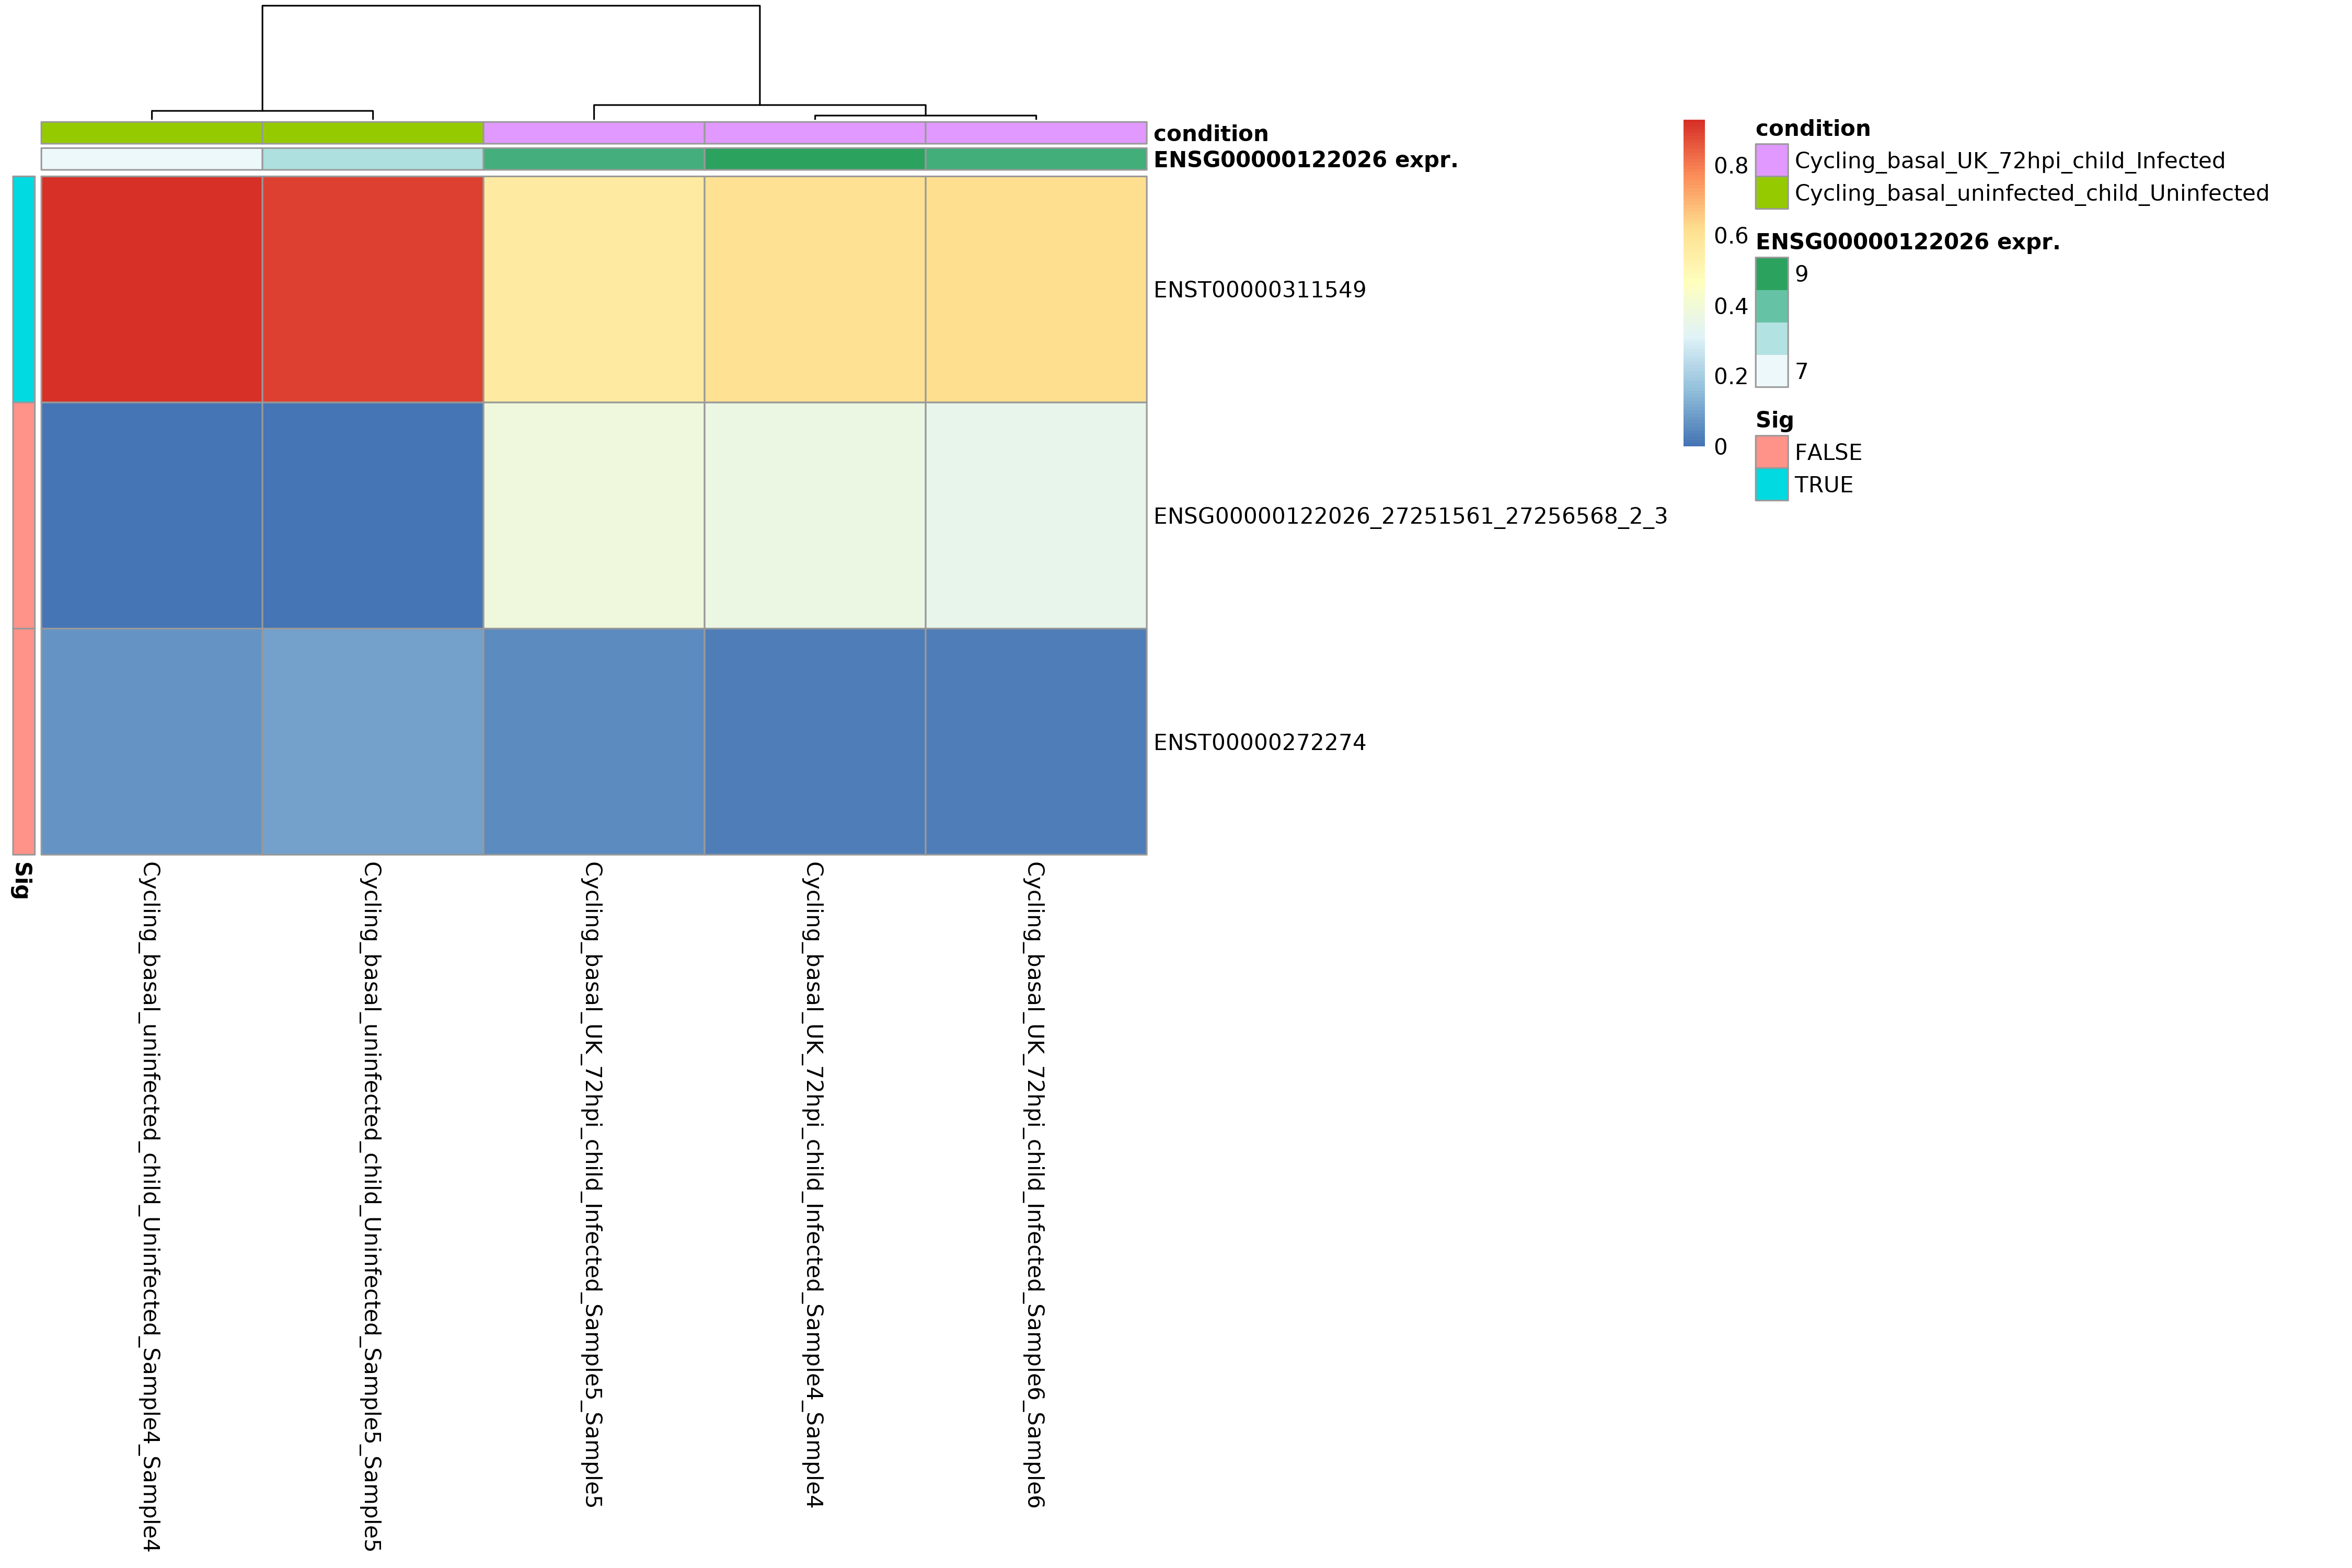 condition
ENSG00000122026 expr.
ENST00000311549
ENSG00000122026_27251561_27256568_2_3
ENST00000272274
Sig
Cycling_basal_uninfected_child_Uninfected_Sample4_Sample4
Cycling_basal_uninfected_child_Uninfected_Sample5_Sample5
Cycling_basal_UK_72hpi_child_Infected_Sample5_Sample5
Cycling_basal_UK_72hpi_child_Infected_Sample4_Sample4
Cycling_basal_UK_72hpi_child_Infected_Sample6_Sample6
0.8
0.6
0.4
0.2
0
condition
Cycling_basal_UK_72hpi_child_Infected
Cycling_basal_uninfected_child_Uninfected
ENSG00000122026 expr.
9
7
Sig
FALSE
TRUE